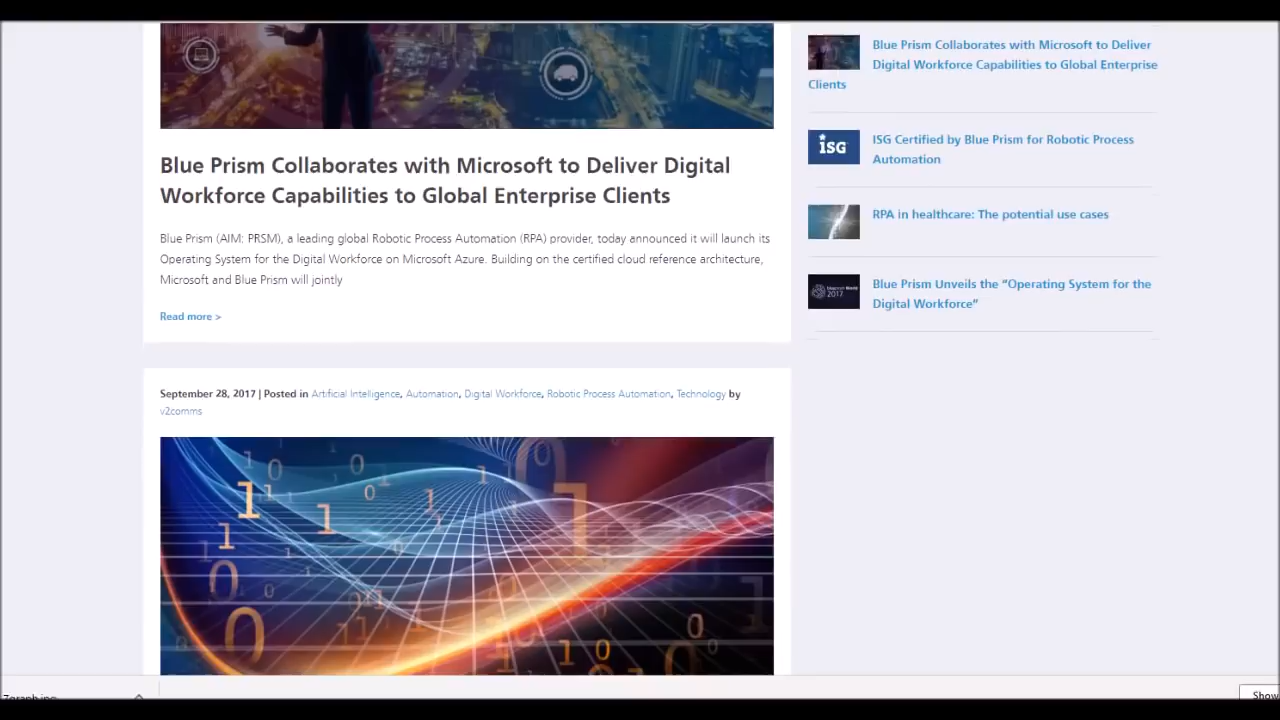 Blue Prism Collaborates with Microsoft to Deliver Digital
Workforce Capabilities to Global Enterprise Clients
Blue Prism (AIM: PRSM), a leading global Robotic Process Automation (RPA) provider, today announced it will launch its
Operating System for the Digital Workforce on Microsoft Azure. Building on the certified cloud reference architecture,
Microsoft and Blue Prism will jointly
Read more >
September 28, 2017 | Posted in Artificial Intelligence, Automation, Digital Workforce, Robotic Process Automation, Technology by
v2comms
Blue Prism Collaborates with Microsoft to Deliver
Digital Workforce Capabilities to Global Enterprise
Clients
ISG
ISG Certified by Blue Prism for Robotic Process
Automation
RPA in healthcare: The potential use cases
Blue Prism Unveils the “Operating System for the
Digital Workforce”
2017
Show